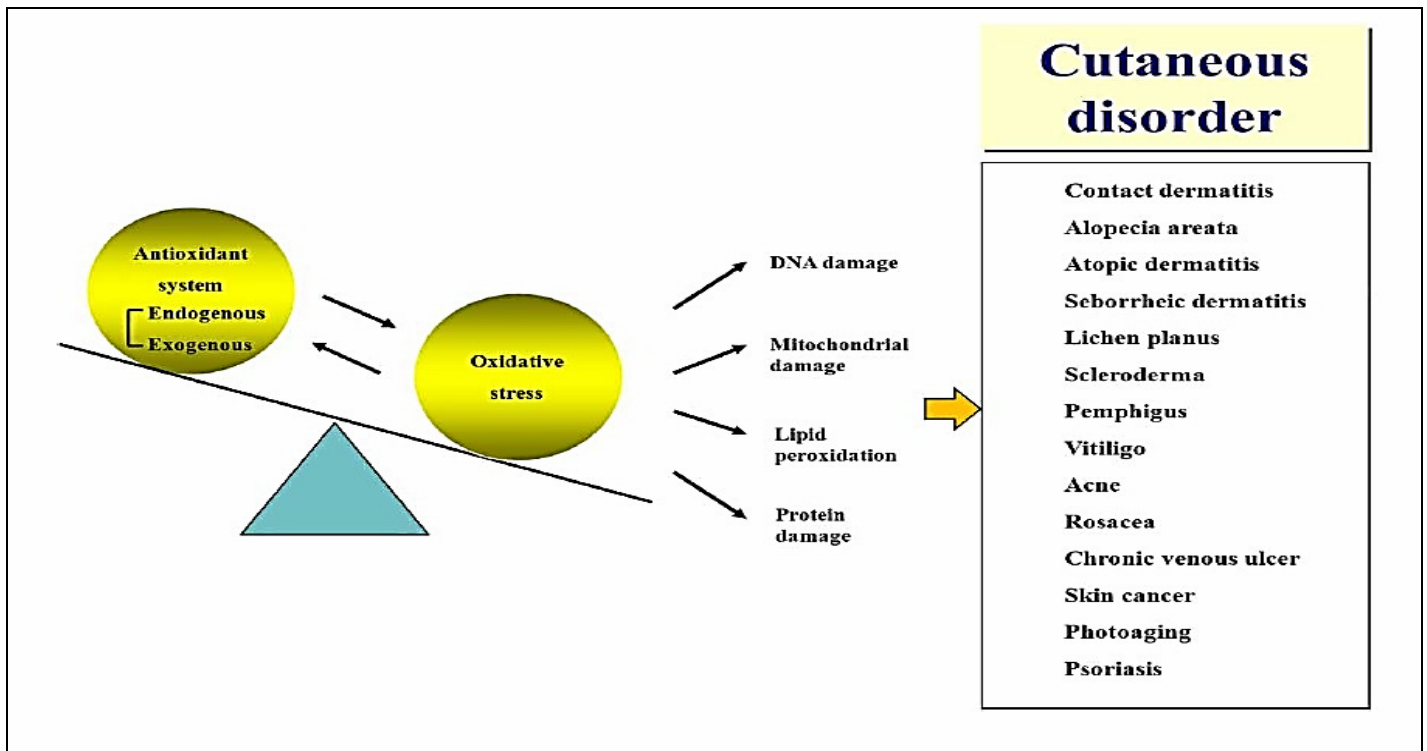 Cutaneous
disorder
Antioxidant
system
Endogenous
Exogenous
Oxidative
stress
DNA damage
Mitochondrial
damage
Lipid
peroxidation
Protein
damage
Contact dermatitis
Alopecia areata
Atopic dermatitis
Seborrheic dermatitis
Lichen planus
Scleroderma
Pemphigus
Vitiligo
Acne
Rosacea
Chronic venous ulcer
Skin cancer
Photoaging
Psoriasis